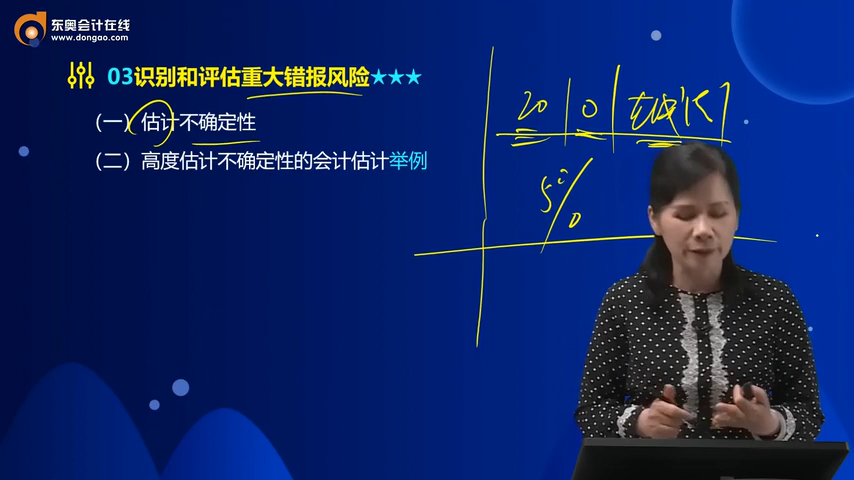 东奥会计在线
www.dongao.com
03识别和评估重大错报风险★★★
(一)估计不确定性
(二)高度估计不确定性的会计估计举例
20 0
5%